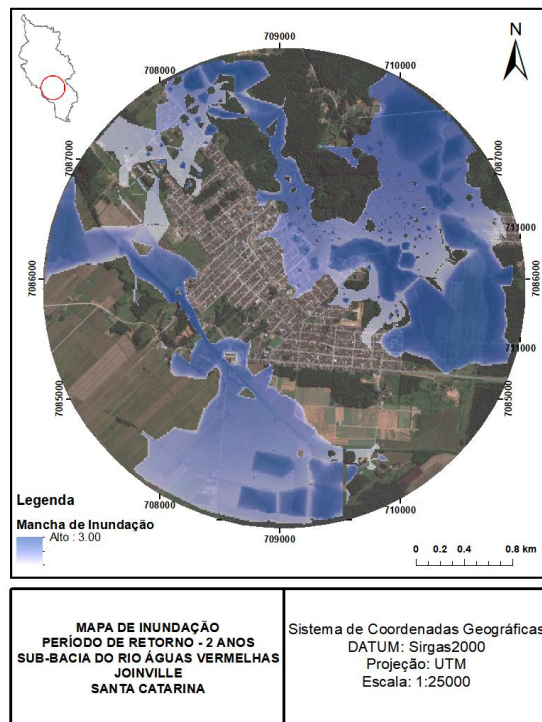 709000
N
708000
710000
7087000
7087000
711000
7086000
7086000
711000
7085000
7085000
Legenda
708000
710000
Mancha de Inundação
709000
Alto : 3.00
0 0.2 0.4 0.8 km
MAPA DE INUNDAÇÃO
PERÍODO DE RETORNO - 2 ANOS
SUB-BACIA DO RIO ÁGUAS VERMELHAS
JOINVILLE
SANTA CATARINA
Sistema de Coordenadas Geográficas
DATUM: Sirgas2000
Projeção: UTM
Escala: 1:25000